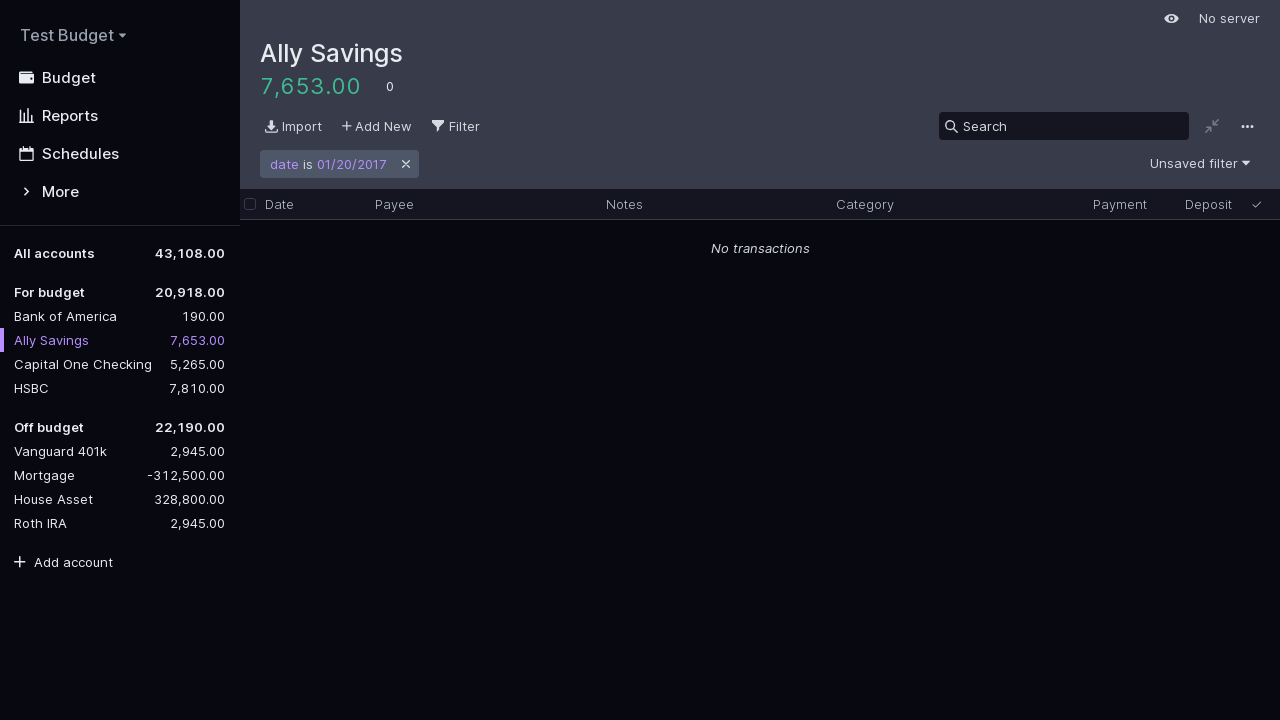 Test Budget
Budget
Reports
Schedules
More
All accounts 43,108.00
For budget 20,918.00
Bank of America 190.00
Ally Savings 7,653.00
Capital One Checking 5,265.00
HSBC 7,810.00
Off budget 22,190.00
Vanguard 401k 2,945.00
Mortgage -312,500.00
House Asset 328,800.00
Roth IRA 2,945.00
Add account
No server
Ally Savings
7,653.00 0
Import Add New Filter Search
date is 01/20/2017 Unsaved filter
Date Payee Notes Category Payment Deposit
No transactions